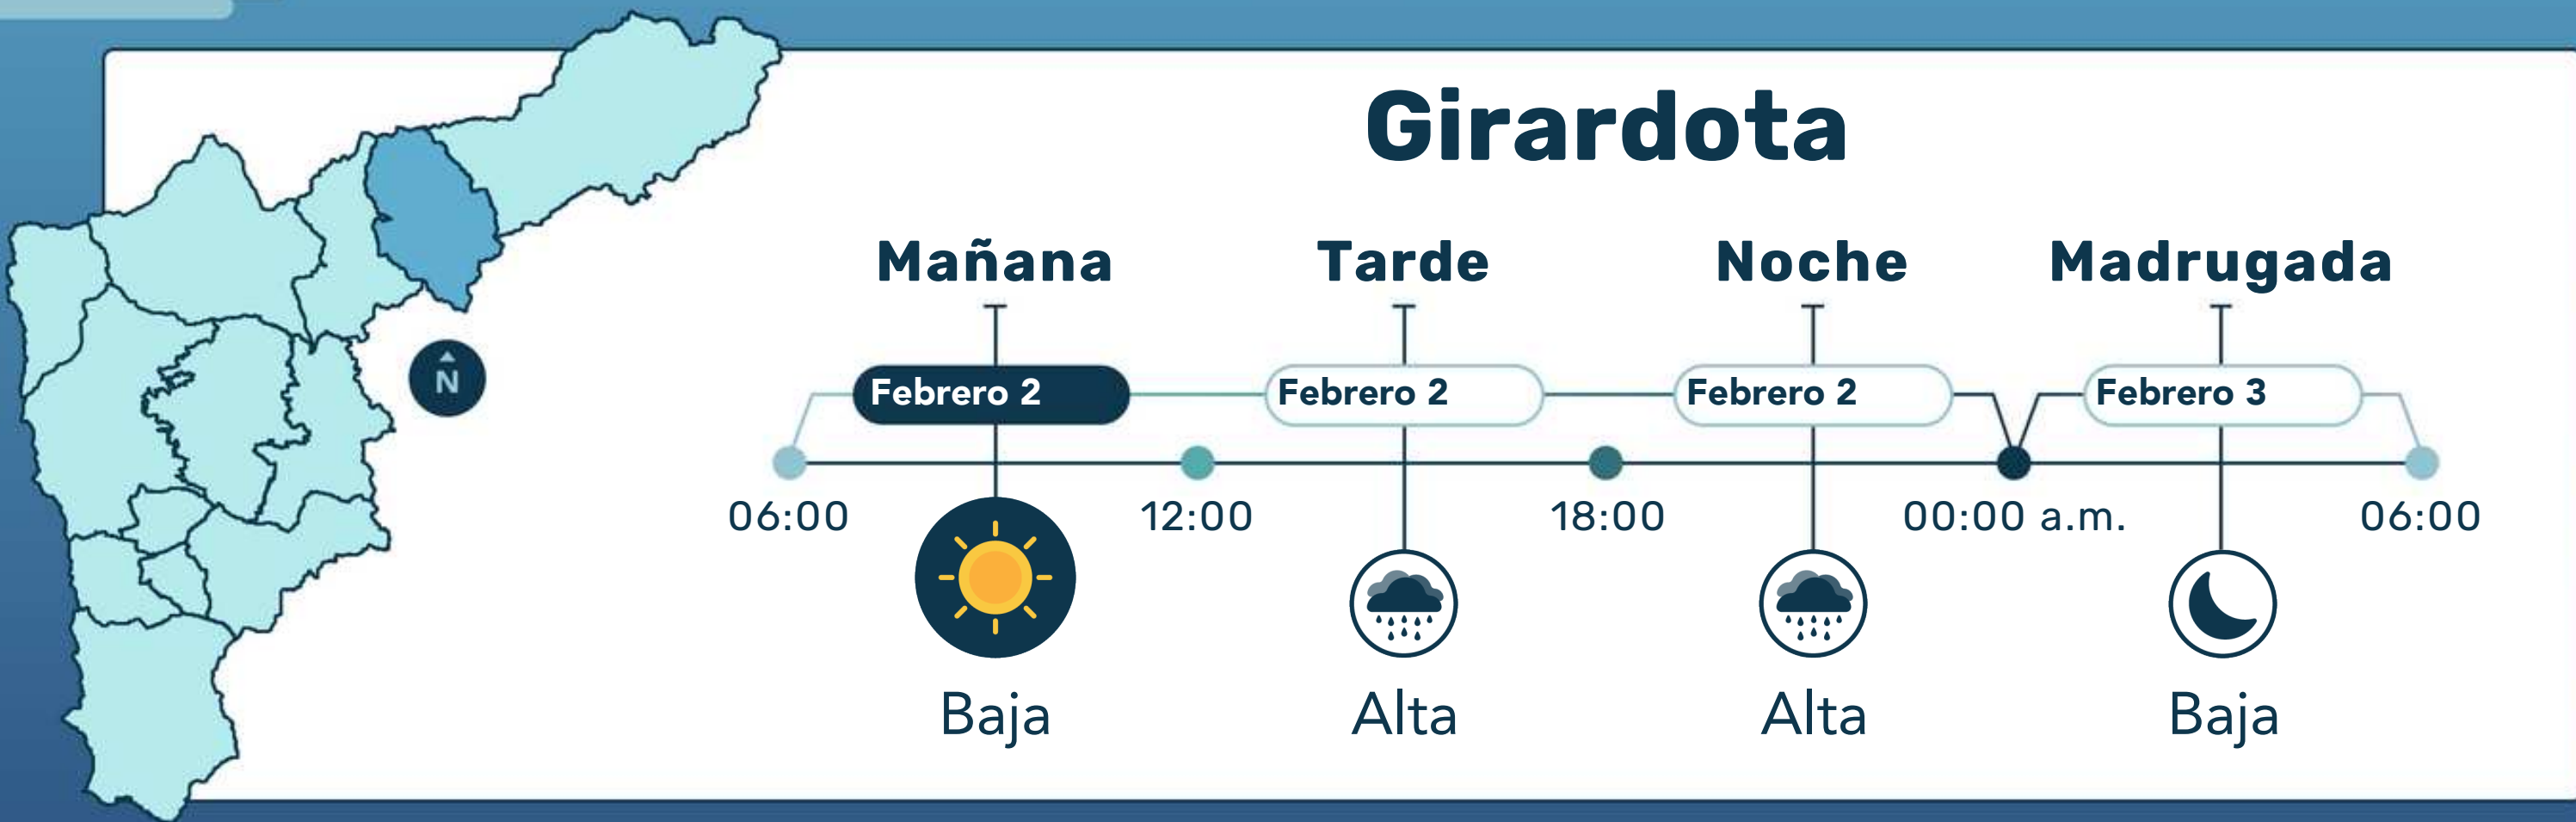 Girardota
Mañana Tarde Noche Madrugada
Febrero 2 Febrero 2 Febrero 2 Febrero 3
N
06:00 12:00 18:00 00:00 a.m. 06:00
Baja Alta Alta Baja